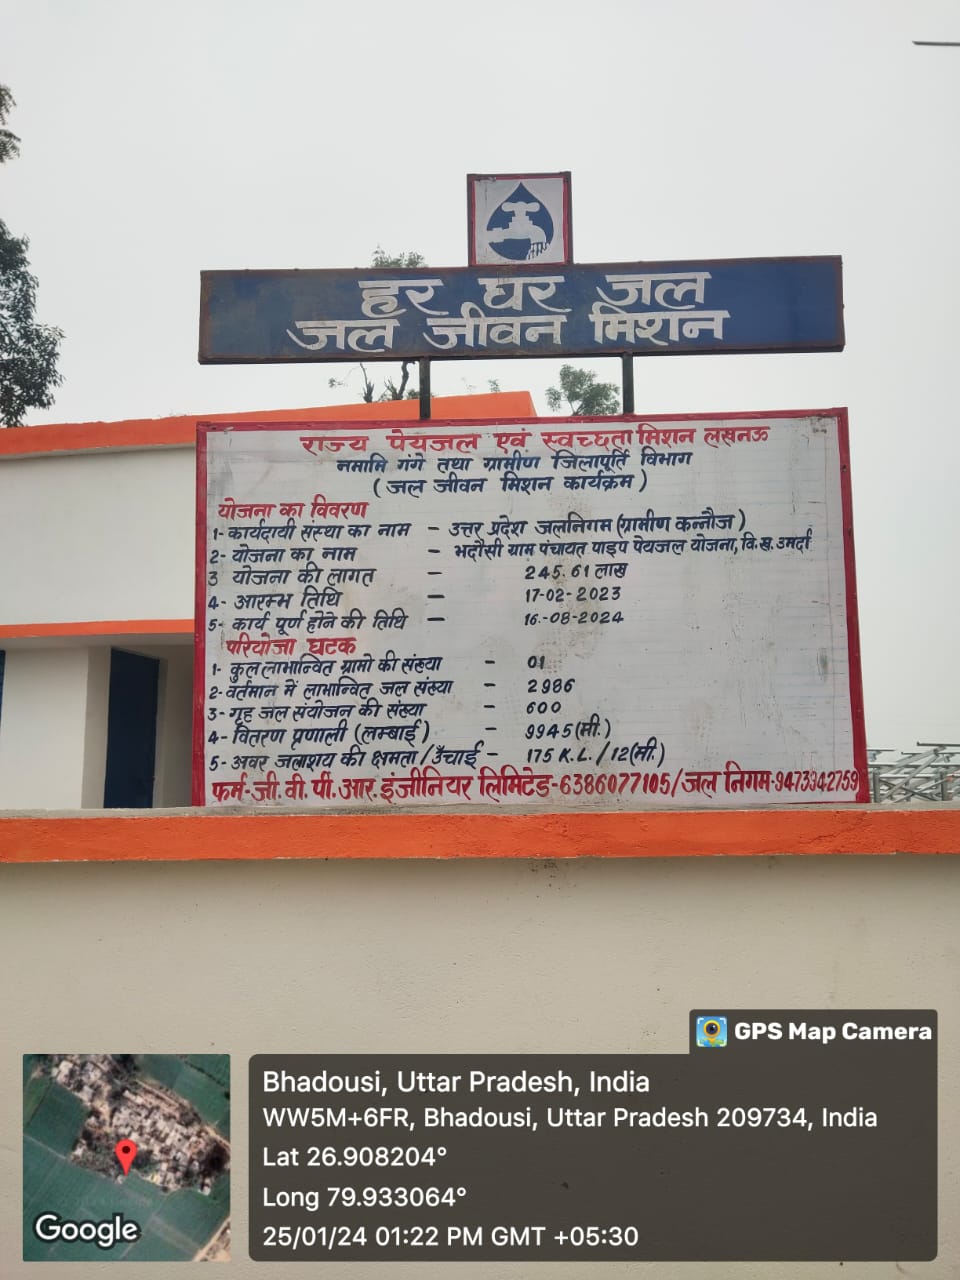 हर घर जल
जल जीवन मिशन
राज्य पेयजल एवं स्वच्छता मिशन लखनऊ
नमामि गंगे तथा ग्रामीण जिलापूर्ति विभाग
(जल जीवन मिशन कार्यक्रम)
योजना का विवरण
1- कार्यदायी संस्था का नाम - उत्तर प्रदेश जलनिगम (ग्रामीण कन्नौज)
2- योजना का नाम - भदौसी ग्राम पंचायत पाइप पेयजल योजना, वि.ख. उमर्दा
3 योजना की लागत - 245.61 लाख
4- आरम्भ तिथि - 17-02-2023
5- कार्य पूर्ण होने की तिथि - 16-08-2024
परियोजा घटक
1- कुल लाभान्वित ग्रामो की संख्या - 01
2- वर्तमान में लाभान्वित जल संख्या - 2986
3- गृह जल संयोजन की संख्या - 600
4- वितरण प्रणाली (लम्बाई) - 9945 (मी.)
5- अवर जलाशय की क्षमता / उँचाई - 175 K.L. / 12 (मी.)
फर्म-जी.वी.पी.आर. इंजीनियर लिमिटेड-6386077105/जल निगम-9473942759
GPS Map Camera
Bhadousi, Uttar Pradesh, India
WW5M+6FR, Bhadousi, Uttar Pradesh 209734, India
Lat 26.908204°
Long 79.933064°
25/01/24 01:22 PM GMT +05:30
Google